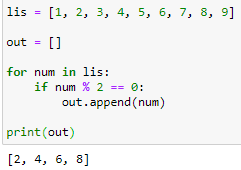 lis = [1, 2, 3, 4, 5, 6, 7, 8, 9]
out = []
for num in lis:
    if num % 2 == 0:
        out.append(num)
print(out)
[2, 4, 6, 8]